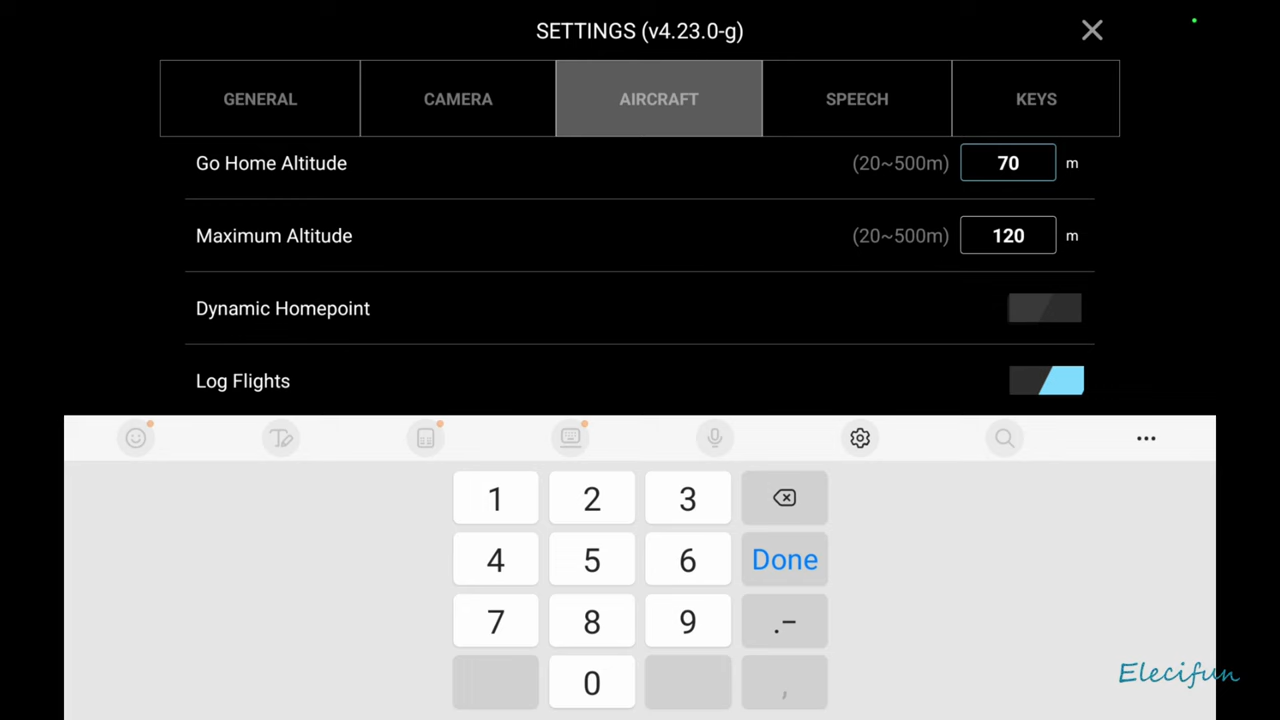 SETTINGS (v4.23.0-g)
GENERAL CAMERA AIRCRAFT SPEECH KEYS
Go Home Altitude (20~500m) 70 m
Maximum Altitude (20~500m) 120 m
Dynamic Homepoint
Log Flights
1 2 3
4 5 6 Done
7 8 9 .-
0 ,
Elecifun